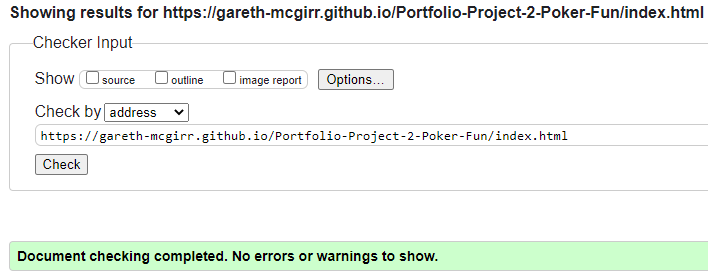 Showing results for https://gareth-mcgirr.github.io/Portfolio-Project-2-Poker-Fun/index.html
Checker Input
Show source outline image report Options...
Check by address
https://gareth-mcgirr.github.io/Portfolio-Project-2-Poker-Fun/index.html
Check
Document checking completed. No errors or warnings to show.